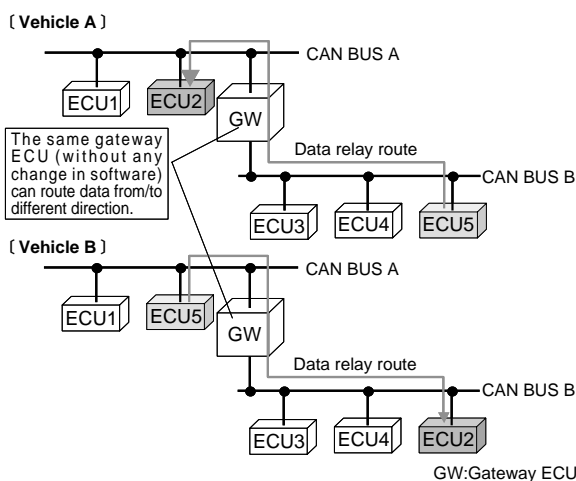 〔Vehicle A〕
CAN BUS A
ECU1
ECU2
GW
The same gateway
ECU (without any
change in software)
can route data from/to
different direction.
Data relay route
CAN BUS B
ECU3
ECU4
ECU5
〔Vehicle B〕
CAN BUS A
ECU1
ECU5
GW
Data relay route
CAN BUS B
ECU3
ECU4
ECU2
GW:Gateway ECU